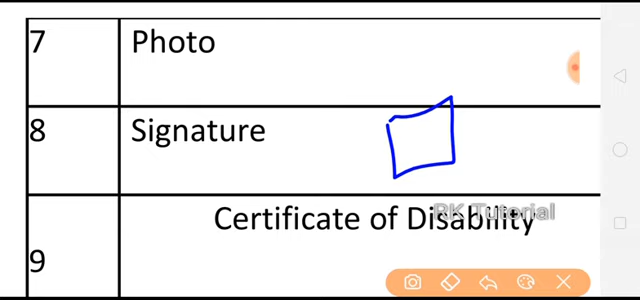 7 Photo
8 Signature
Certificate of Disability
RK Tutorial
9